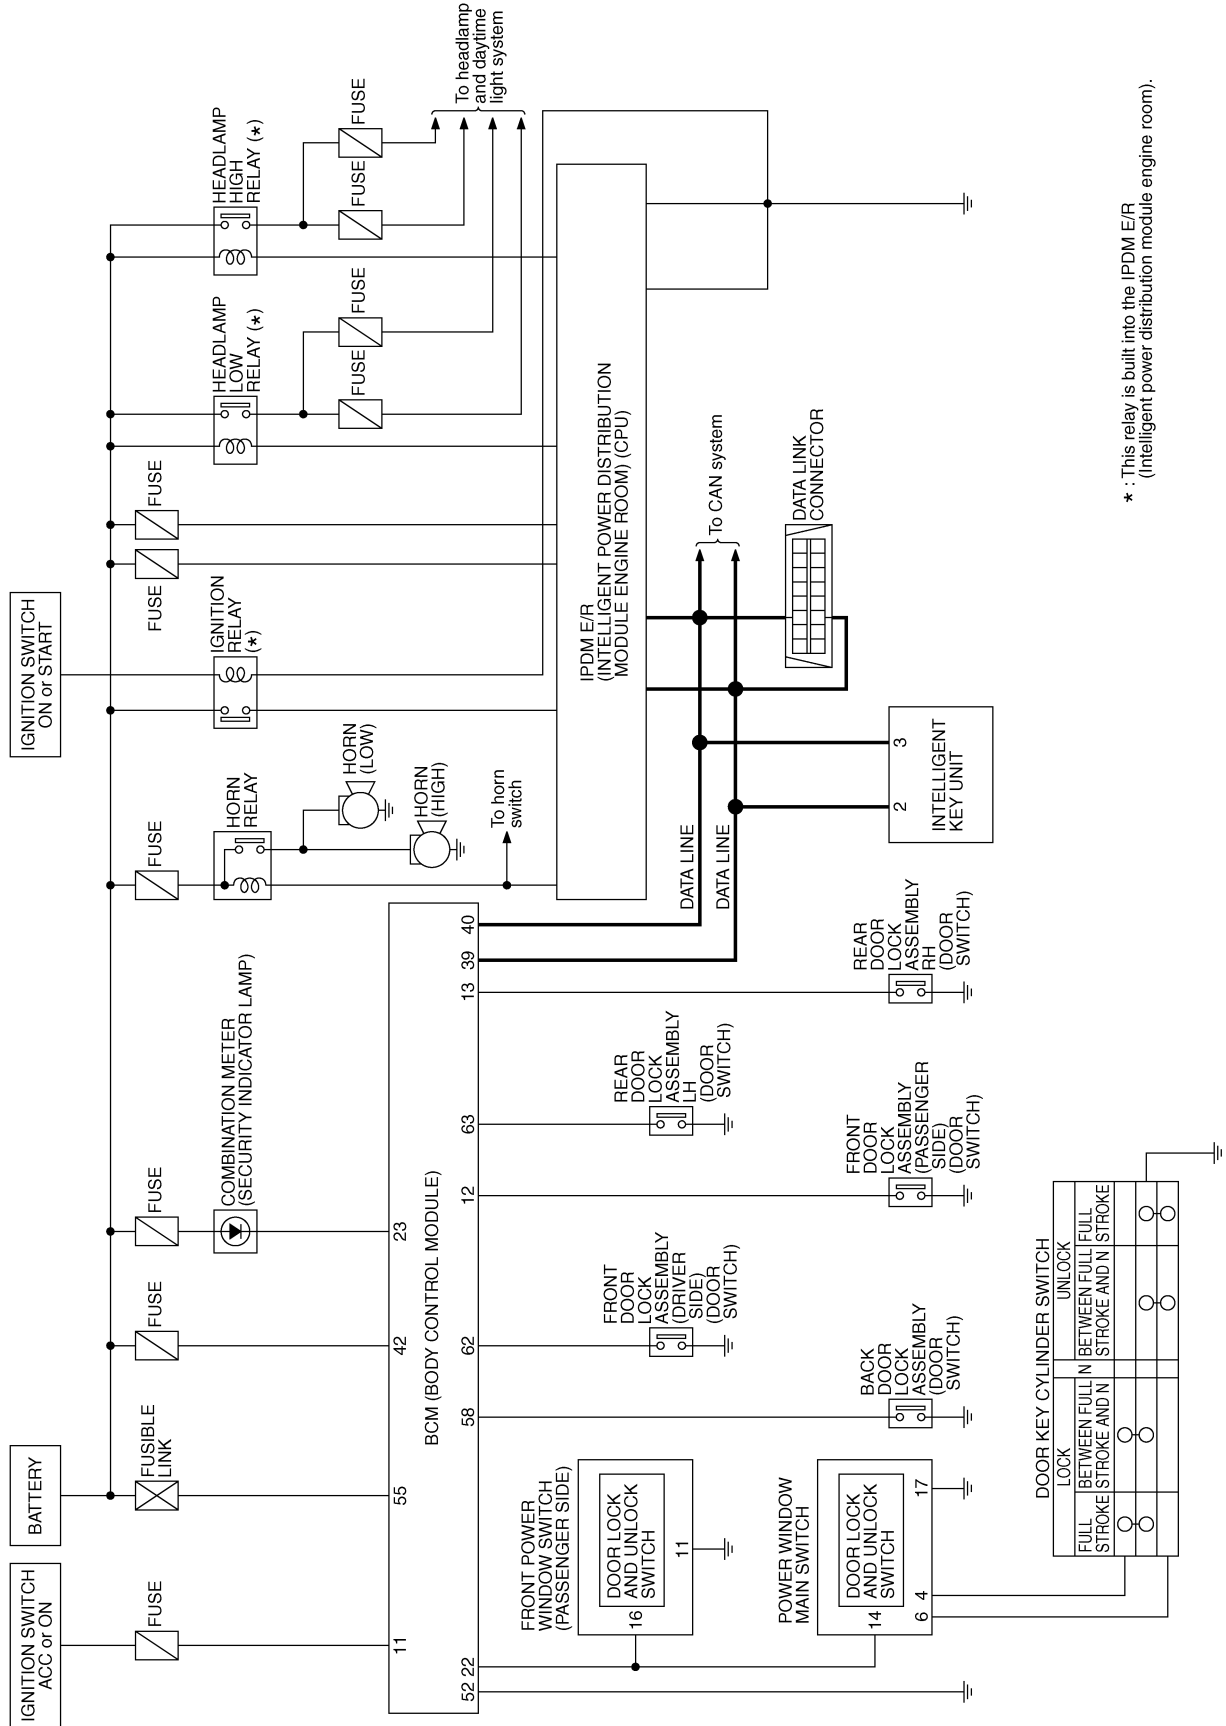 IGNITION SWITCH
ACC or ON
BATTERY
IGNITION SWITCH
ON or START
FUSE
FUSIBLE
LINK
FUSE
FUSE
COMBINATION METER
(SECURITY INDICATOR LAMP)
FUSE
HORN
RELAY
HORN
(LOW)
HORN
(HIGH)
To horn
switch
IGNITION
RELAY
(*)
FUSE
FUSE
HEADLAMP
LOW
RELAY (*)
FUSE
FUSE
HEADLAMP
HIGH
RELAY (*)
FUSE
FUSE
To headlamp
and daytime
light system
11
55
42
23
BCM (BODY CONTROL MODULE)
52
22
58
62
12
63
13
39
40
IPDM E/R
(INTELLIGENT POWER DISTRIBUTION
MODULE ENGINE ROOM) (CPU)
DATA LINE
DATA LINE
To CAN system
DATA LINK
CONNECTOR
2
3
INTELLIGENT
KEY UNIT
FRONT POWER
WINDOW SWITCH
(PASSENGER SIDE)
16
DOOR LOCK
AND UNLOCK
SWITCH
11
POWER WINDOW
MAIN SWITCH
14
DOOR LOCK
AND UNLOCK
SWITCH
6
4
17
BACK
DOOR
LOCK
ASSEMBLY
(DOOR
SWITCH)
FRONT
DOOR
LOCK
ASSEMBLY
(DRIVER
SIDE)
(DOOR
SWITCH)
FRONT
DOOR
LOCK
ASSEMBLY
(PASSENGER
SIDE)
(DOOR
SWITCH)
REAR
DOOR
LOCK
ASSEMBLY
LH
(DOOR
SWITCH)
REAR
DOOR
LOCK
ASSEMBLY
RH
(DOOR
SWITCH)
DOOR KEY CYLINDER SWITCH
LOCK
UNLOCK
FULL
STROKE
BETWEEN FULL
STROKE AND N
N
BETWEEN FULL
STROKE AND N
FULL
STROKE
* : This relay is built into the IPDM E/R
(Intelligent power distribution module engine room).